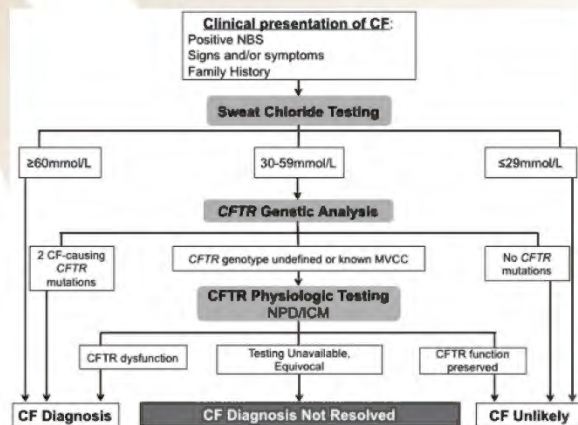 Clinical presentation of CF:
Positive NBS
Signs and/or symptoms
Family History
Sweat Chloride Testing
≥60mmol/L
30-59mmol/L
≤29mmol/L
CFTR Genetic Analysis
2 CF-causing
CFTR
mutations
CFTR genotype undefined or known MVCC
No CFTR
mutations
CFTR Physiologic Testing
NPD/ICM
CFTR dysfunction
Testing Unavailable,
Equivocal
CFTR function
preserved
CF Diagnosis
CF Diagnosis Not Resolved
CF Unlikely